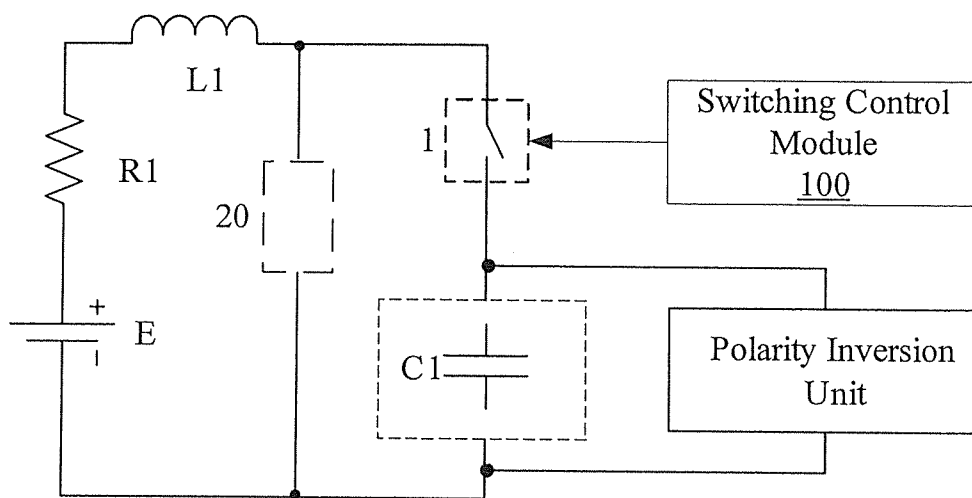 L1
Switching Control
Module
100
1
R1
20
+
E
-
C1
Polarity Inversion
Unit